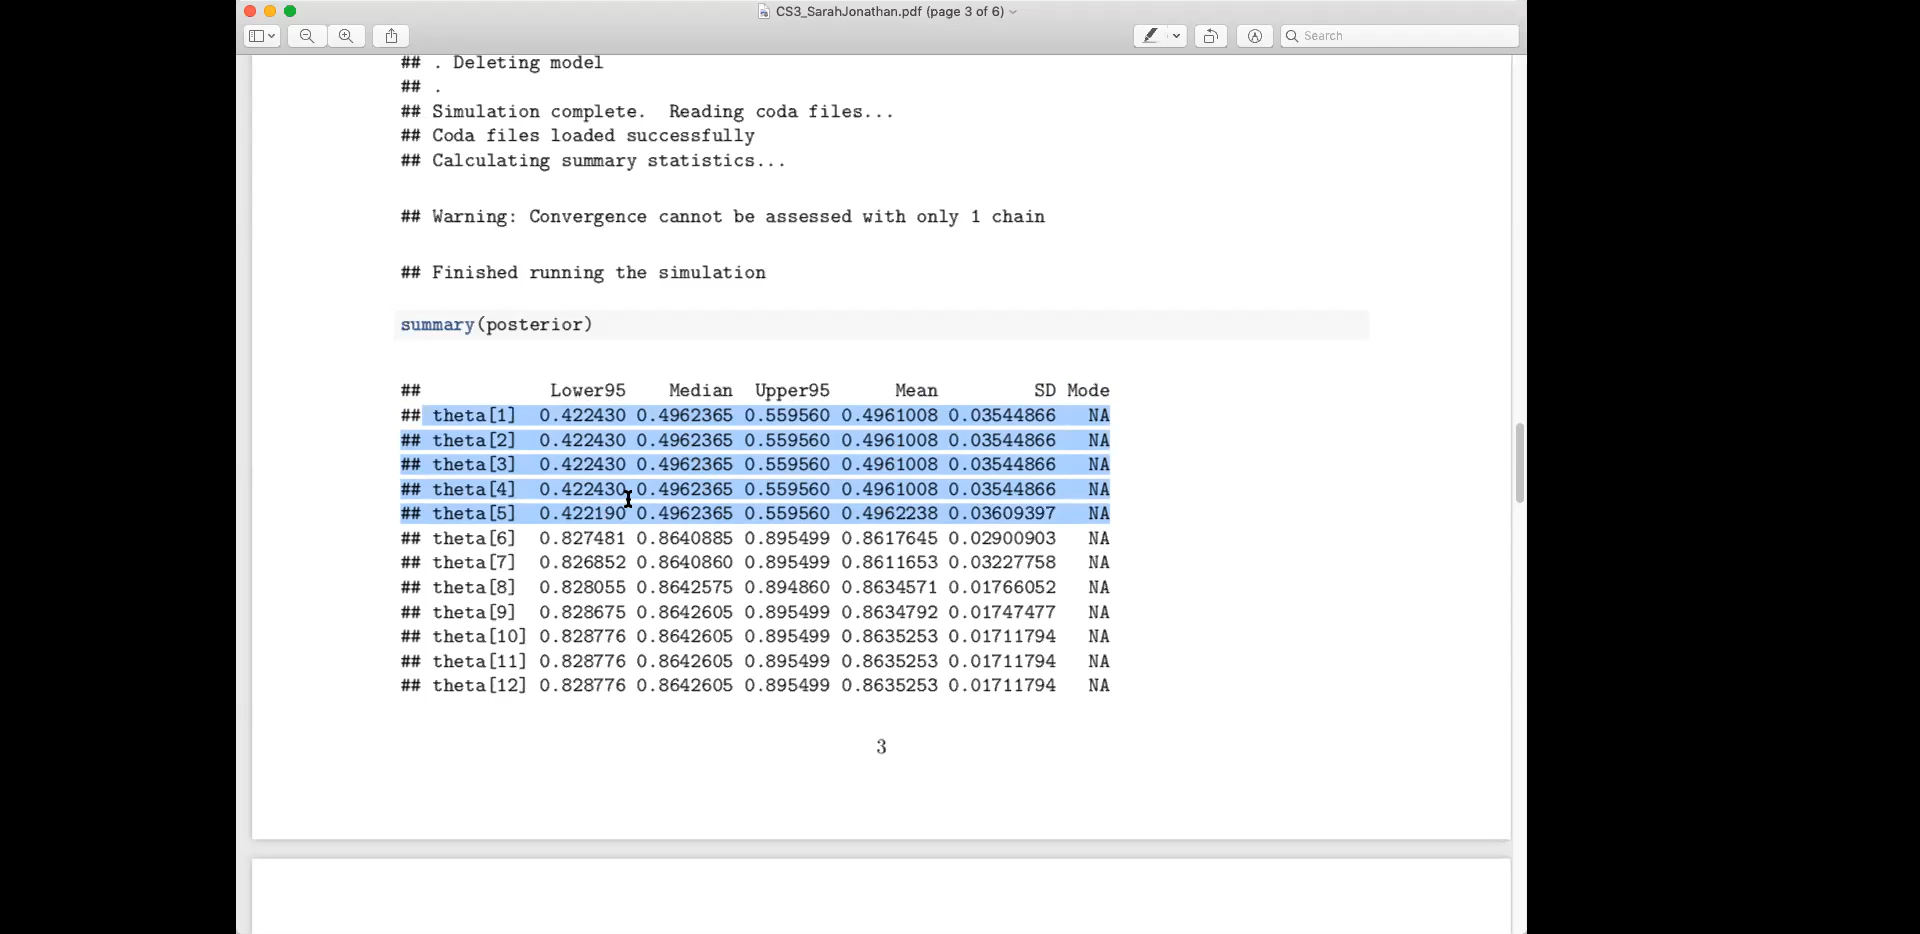 CS3_SarahJonathan.pdf (page 3 of 6)
Search
## . Deleting model
## .
## Simulation complete.  Reading coda files...
## Coda files loaded successfully
## Calculating summary statistics...
## Warning: Convergence cannot be assessed with only 1 chain
## Finished running the simulation
summary(posterior)
##            Lower95    Median  Upper95      Mean         SD Mode
## theta[1]  0.422430 0.4962365 0.559560 0.4961008 0.03544866   NA
## theta[2]  0.422430 0.4962365 0.559560 0.4961008 0.03544866   NA
## theta[3]  0.422430 0.4962365 0.559560 0.4961008 0.03544866   NA
## theta[4]  0.422430 0.4962365 0.559560 0.4961008 0.03544866   NA
## theta[5]  0.422190 0.4962365 0.559560 0.4962238 0.03609397   NA
## theta[6]  0.827481 0.8640885 0.895499 0.8617645 0.02900903   NA
## theta[7]  0.826852 0.8640860 0.895499 0.8611653 0.03227758   NA
## theta[8]  0.828055 0.8642575 0.894860 0.8634571 0.01766052   NA
## theta[9]  0.828675 0.8642605 0.895499 0.8634792 0.01747477   NA
## theta[10] 0.828776 0.8642605 0.895499 0.8635253 0.01711794   NA
## theta[11] 0.828776 0.8642605 0.895499 0.8635253 0.01711794   NA
## theta[12] 0.828776 0.8642605 0.895499 0.8635253 0.01711794   NA
3